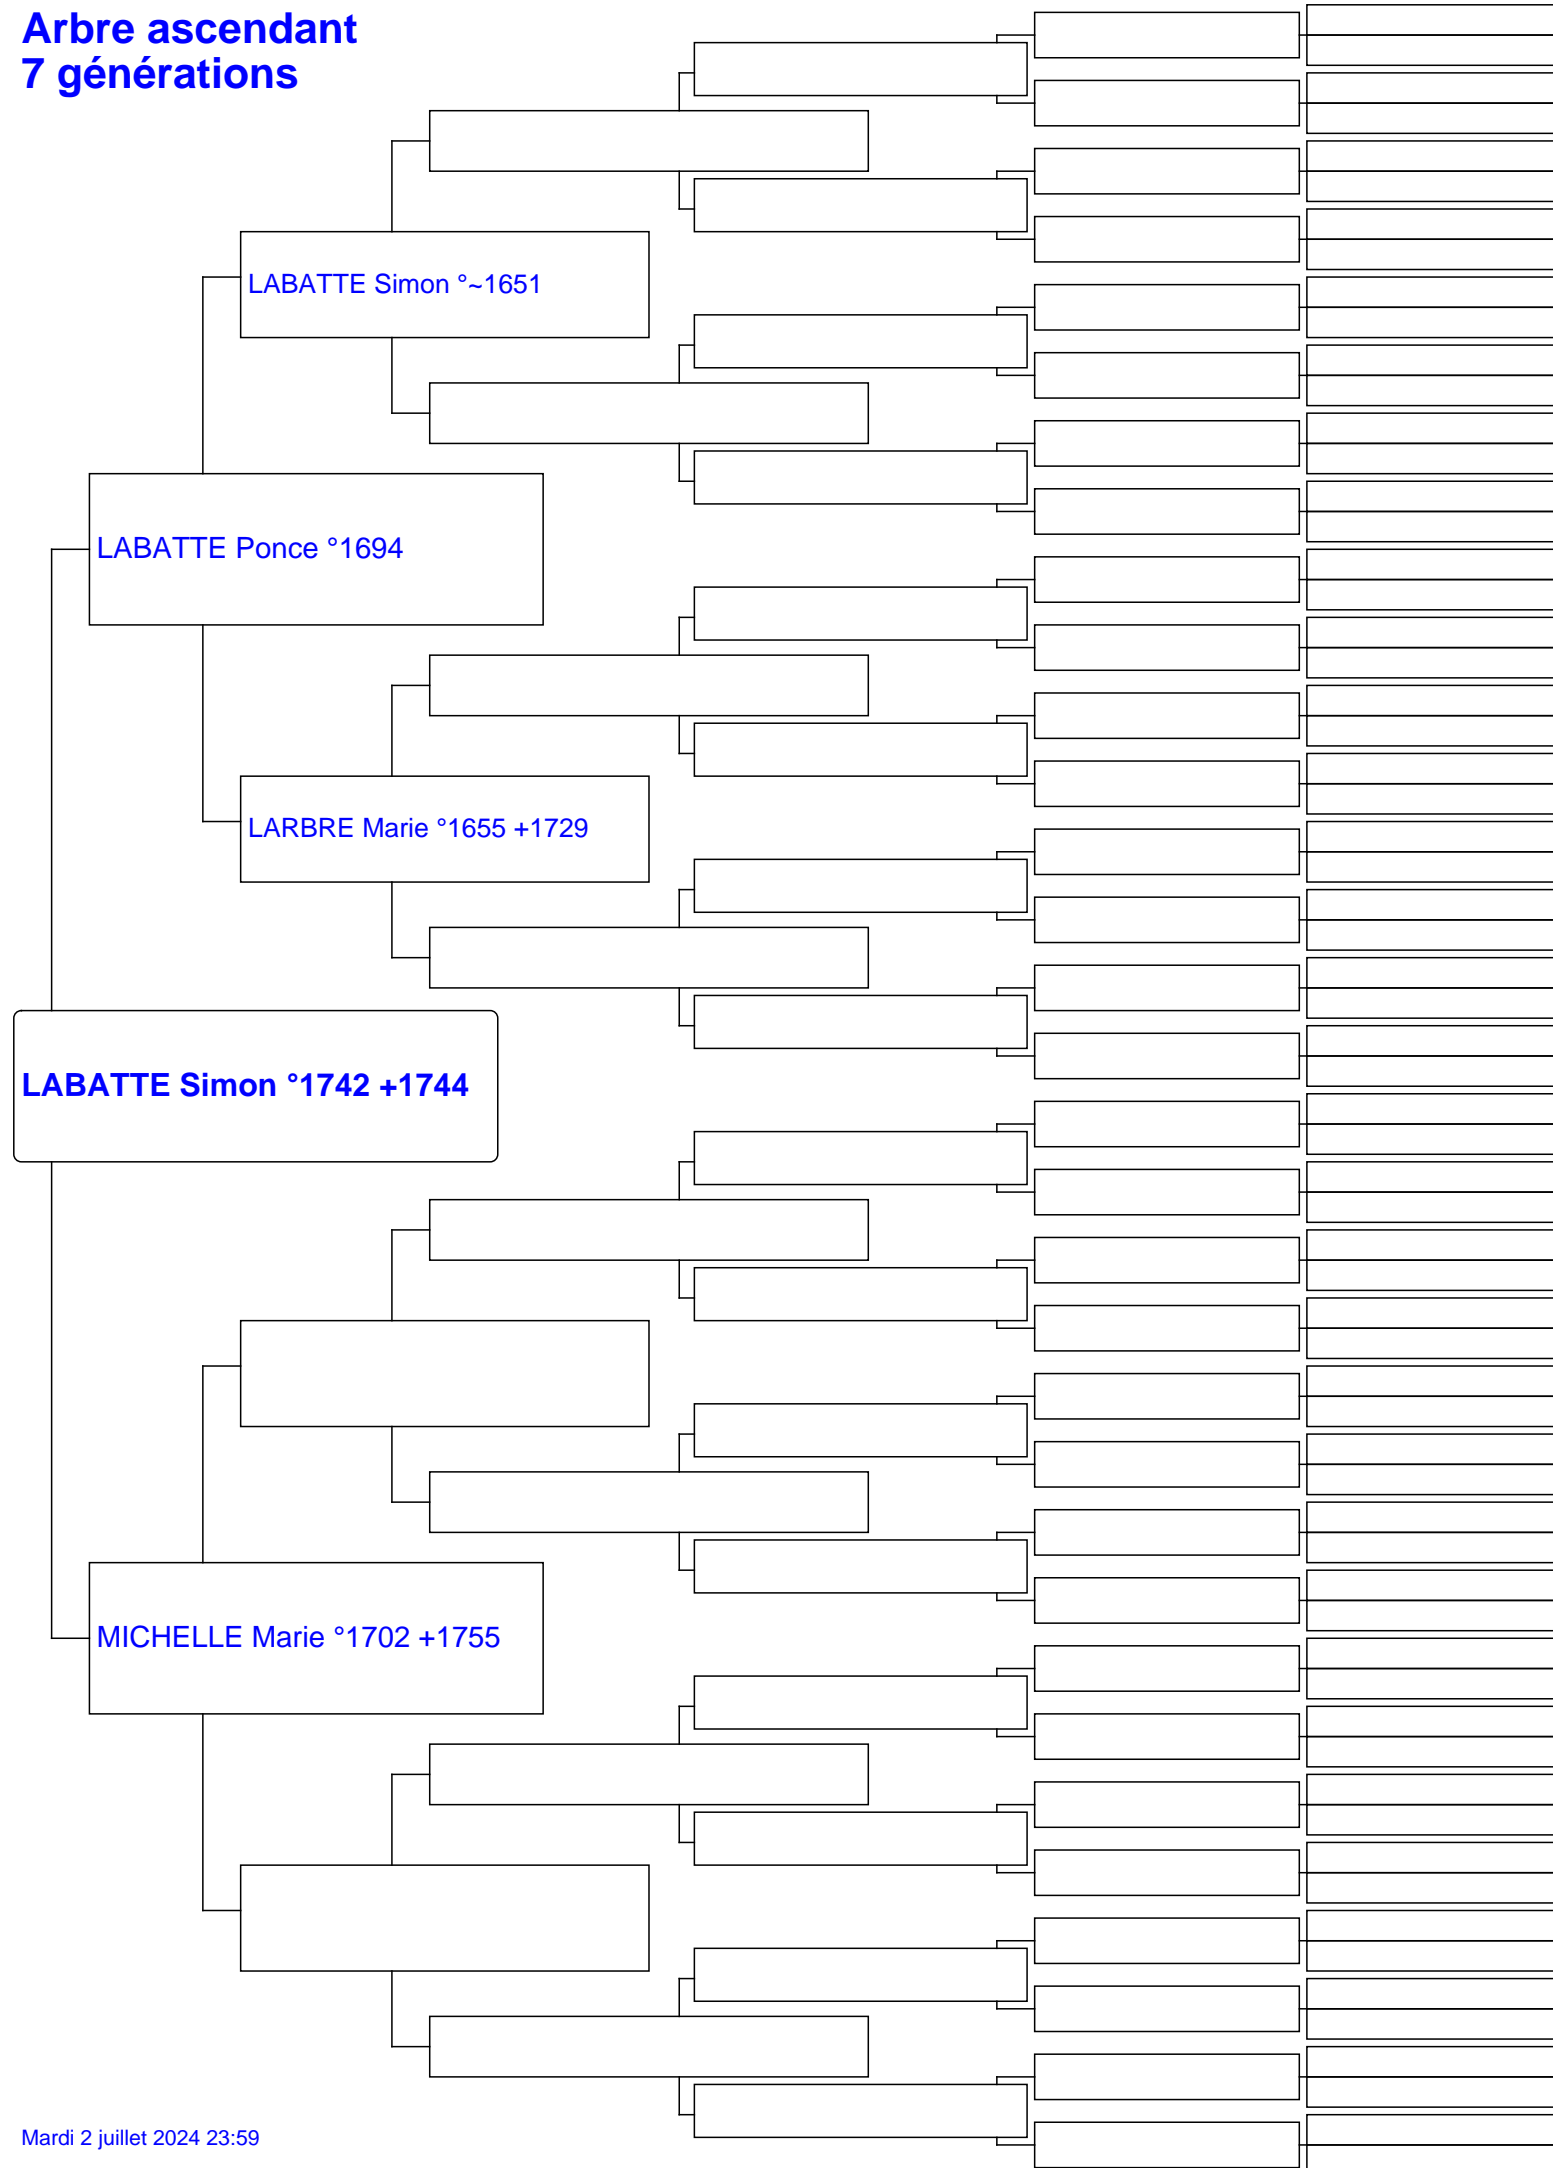 Arbre ascendant
7 générations
LABATTE Simon °~1651
LABATTE Ponce °1694
LARBRE Marie °1655 +1729
LABATTE Simon °1742 +1744
MICHELLE Marie °1702 +1755
Mardi 2 juillet 2024 23:59